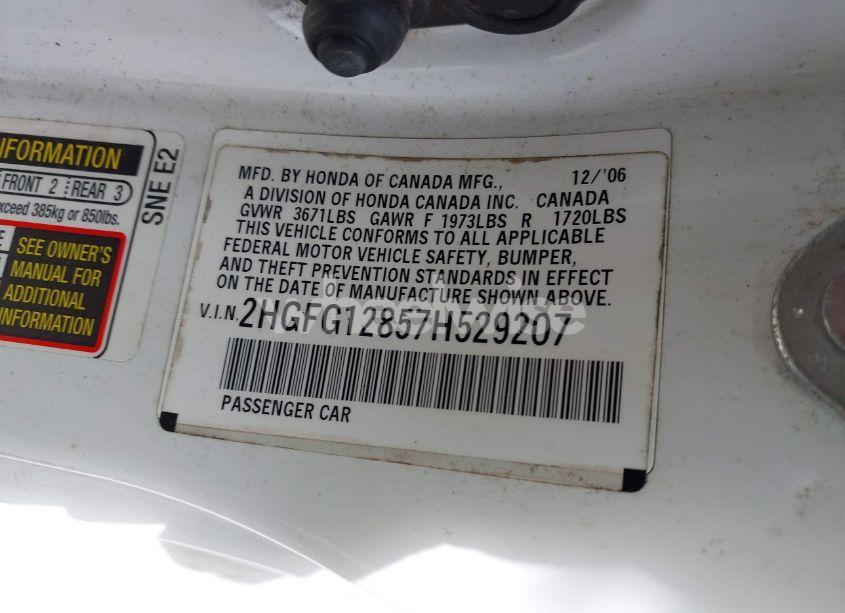 INFORMATION
FRONT 2 REAR 3
exceed 385kg or 850lbs.
SEE OWNER'S
MANUAL FOR
ADDITIONAL
INFORMATION
SNE E2
MFD. BY HONDA OF CANADA MFG., 12/'06
A DIVISION OF HONDA CANADA INC. CANADA
GVWR 3671LBS GAWR F 1973LBS R 1720LBS
THIS VEHICLE CONFORMS TO ALL APPLICABLE
FEDERAL MOTOR VEHICLE SAFETY, BUMPER,
AND THEFT PREVENTION STANDARDS IN EFFECT
ON THE DATE OF MANUFACTURE SHOWN ABOVE.
V.I.N. 2HGFG12857H529207
PASSENGER CAR